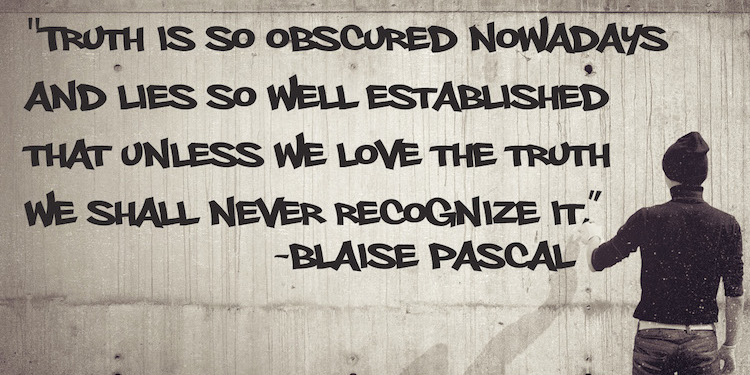 "TRUTH IS SO OBSCURED NOWADAYS
AND LIES SO WELL ESTABLISHED
THAT UNLESS WE LOVE THE TRUTH
WE SHALL NEVER RECOGNIZE IT."
-BLAISE PASCAL